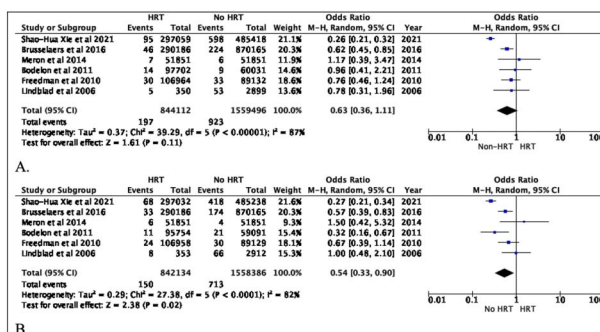 HRT No HRT Odds Ratio Odds Ratio
Study or Subgroup Events Total Events Total Weight M-H, Random, 95% CI Year M-H, Random, 95% CI
Shao-Hua Xie et al 2021 95 297059 598 485418 21.1% 0.26 [0.21, 0.32] 2021
Brusselaers et al 2016 46 290186 224 870165 20.5% 0.62 [0.45, 0.85] 2016
Meron et al 2014 7 51851 6 51851 11.4% 1.17 [0.39, 3.47] 2014
Bodelon et al 2011 14 97702 9 60031 14.4% 0.96 [0.41, 2.21] 2011
Freedman et al 2010 30 106964 33 89132 18.2% 0.76 [0.46, 1.24] 2010
Lindblad et al 2006 5 350 53 2899 13.5% 0.78 [0.31, 1.96] 2006
Total (95% CI) 844112 1559496 100.0% 0.63 [0.36, 1.11]
Total events 197 923
Heterogeneity: Tau² = 0.37; Chi² = 39.29, df = 5 (P < 0.00001); I² = 87%
Test for overall effect: Z = 1.61 (P = 0.11)
0.01 0.1 1 10 100
Non-HRT HRT
A.
HRT No HRT Odds Ratio Odds Ratio
Study or Subgroup Events Total Events Total Weight M-H, Random, 95% CI Year M-H, Random, 95% CI
Shao-Hua Xie et al 2021 68 297032 418 485238 21.6% 0.27 [0.21, 0.34] 2021
Brusselaers et al 2016 33 290186 174 870165 20.2% 0.57 [0.39, 0.83] 2016
Meron et al 2014 6 51851 4 51851 9.4% 1.50 [0.42, 5.32] 2014
Bodelon et al 2011 11 95754 21 59091 15.0% 0.32 [0.16, 0.67] 2011
Freedman et al 2010 24 106958 30 89129 18.1% 0.67 [0.39, 1.14] 2010
Lindblad et al 2006 8 353 66 2912 15.7% 1.00 [0.48, 2.10] 2006
Total (95% CI) 842134 1558386 100.0% 0.54 [0.33, 0.90]
Total events 150 713
Heterogeneity: Tau² = 0.29; Chi² = 27.38, df = 5 (P < 0.0001); I² = 82%
Test for overall effect: Z = 2.38 (P = 0.02)
0.01 0.1 1 10 100
Non HRT HRT
B